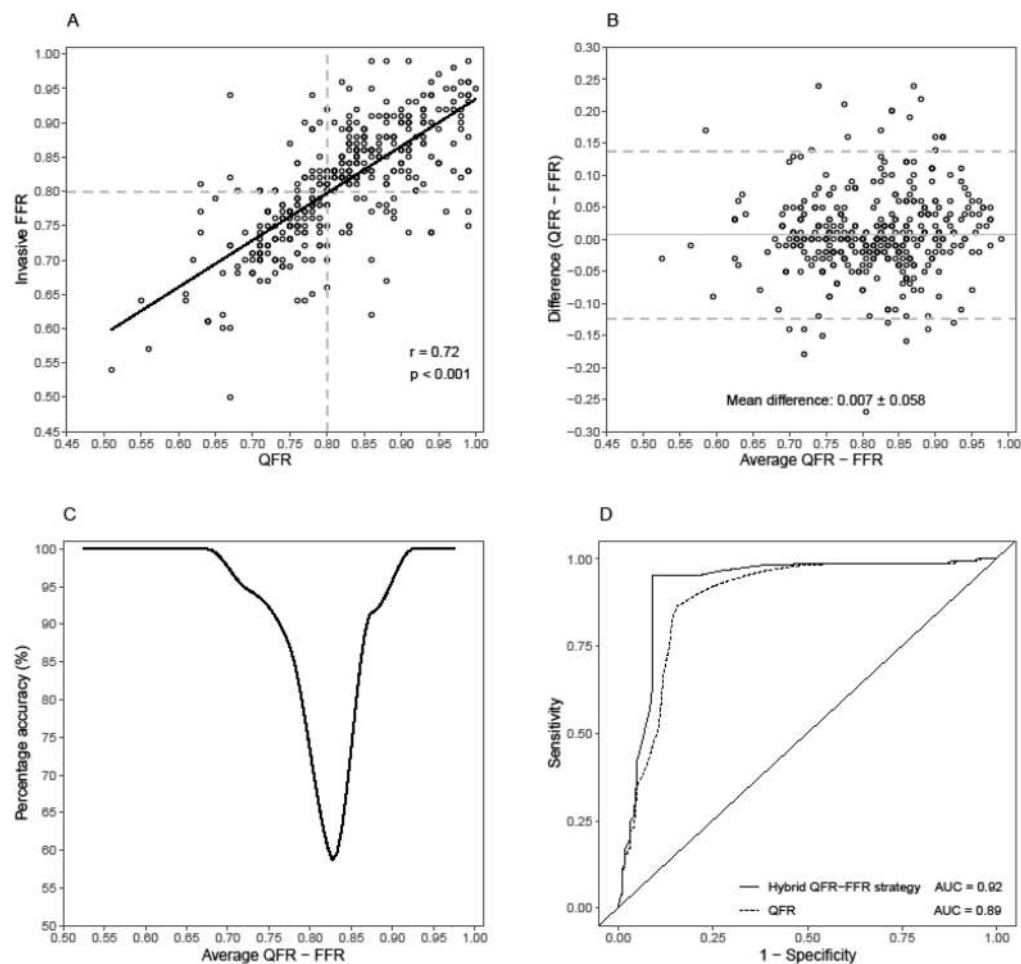 A
1.00
0.95
0.90
0.85
0.80
0.75
0.70
0.65
0.60
0.55
0.50
0.45
Invasive FFR
r = 0.72
p < 0.001
0.45 0.50 0.55 0.60 0.65 0.70 0.75 0.80 0.85 0.90 0.95 1.00
QFR
B
0.30
0.25
0.20
0.15
0.10
0.05
0.00
−0.05
−0.10
−0.15
−0.20
−0.25
−0.30
Difference (QFR − FFR)
Mean difference: 0.007 ± 0.058
0.50 0.55 0.60 0.65 0.70 0.75 0.80 0.85 0.90 0.95 1.00
Average QFR − FFR
C
100
95
90
85
80
75
70
65
60
55
50
Percentage accuracy (%)
0.50 0.55 0.60 0.65 0.70 0.75 0.80 0.85 0.90 0.95 1.00
Average QFR − FFR
D
1.00
0.75
0.50
0.25
0.00
Sensitivity
Hybrid QFR−FFR strategy AUC = 0.92
QFR AUC = 0.89
0.00 0.25 0.50 0.75 1.00
1 − Specificity